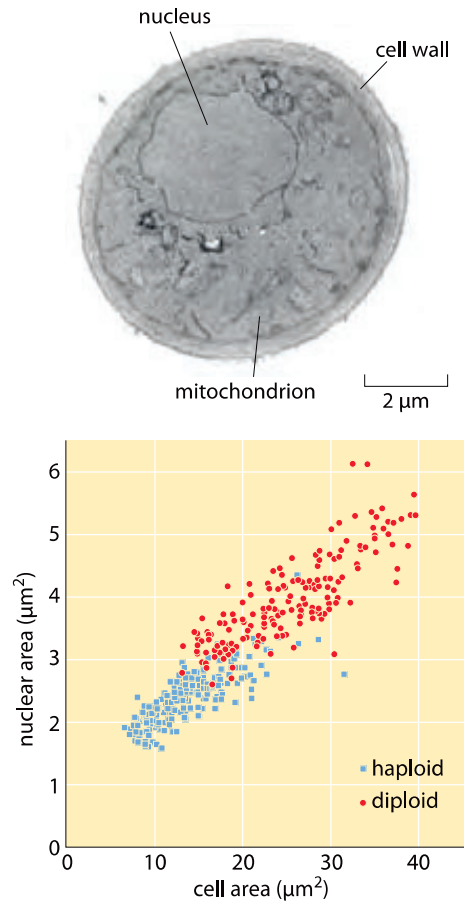 nucleus
cell wall
mitochondrion
2 µm
6
5
4
3
2
1
0
nuclear area (µm²)
haploid
diploid
0 10 20 30 40
cell area (µm²)